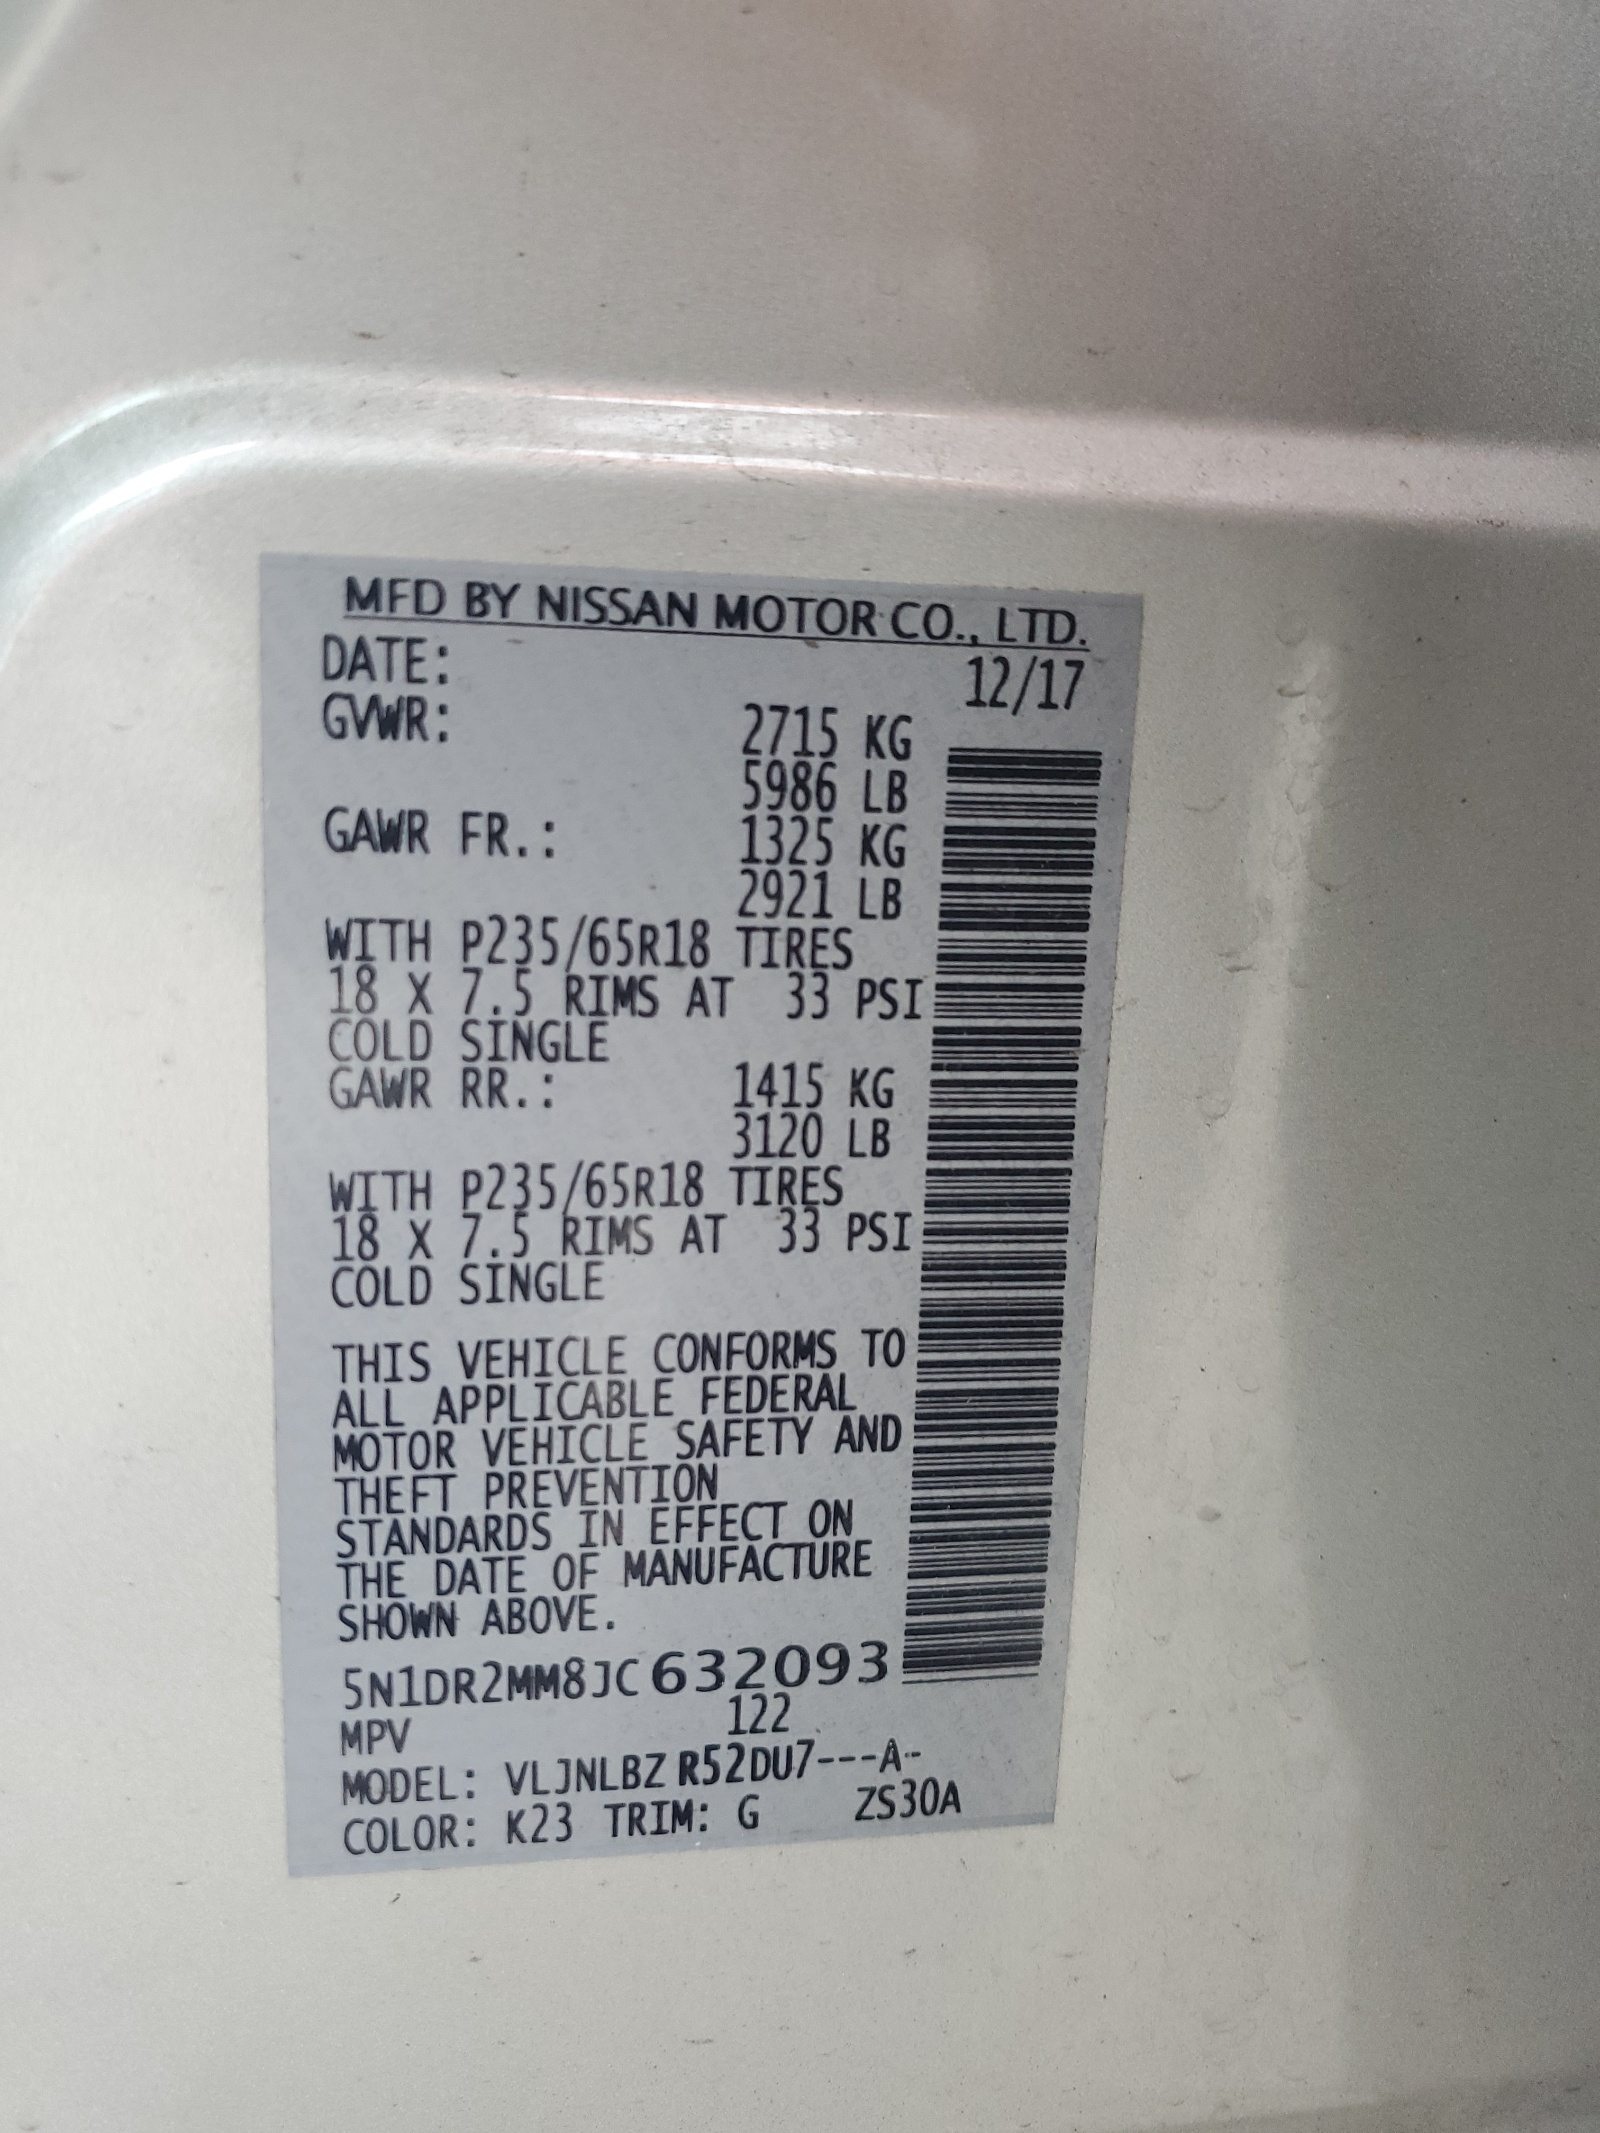 MFD BY NISSAN MOTOR CO., LTD.
DATE: 12/17
GVWR: 2715 KG
5986 LB
GAWR FR.: 1325 KG
2921 LB
WITH P235/65R18 TIRES
18 X 7.5 RIMS AT 33 PSI
COLD SINGLE
GAWR RR.: 1415 KG
3120 LB
WITH P235/65R18 TIRES
18 X 7.5 RIMS AT 33 PSI
COLD SINGLE
THIS VEHICLE CONFORMS TO
ALL APPLICABLE FEDERAL
MOTOR VEHICLE SAFETY AND
THEFT PREVENTION
STANDARDS IN EFFECT ON
THE DATE OF MANUFACTURE
SHOWN ABOVE.
5N1DR2MM8JC632093
MPV 122
MODEL: VLJNLBZ R52DU7---A--
COLOR: K23 TRIM: G ZS30A